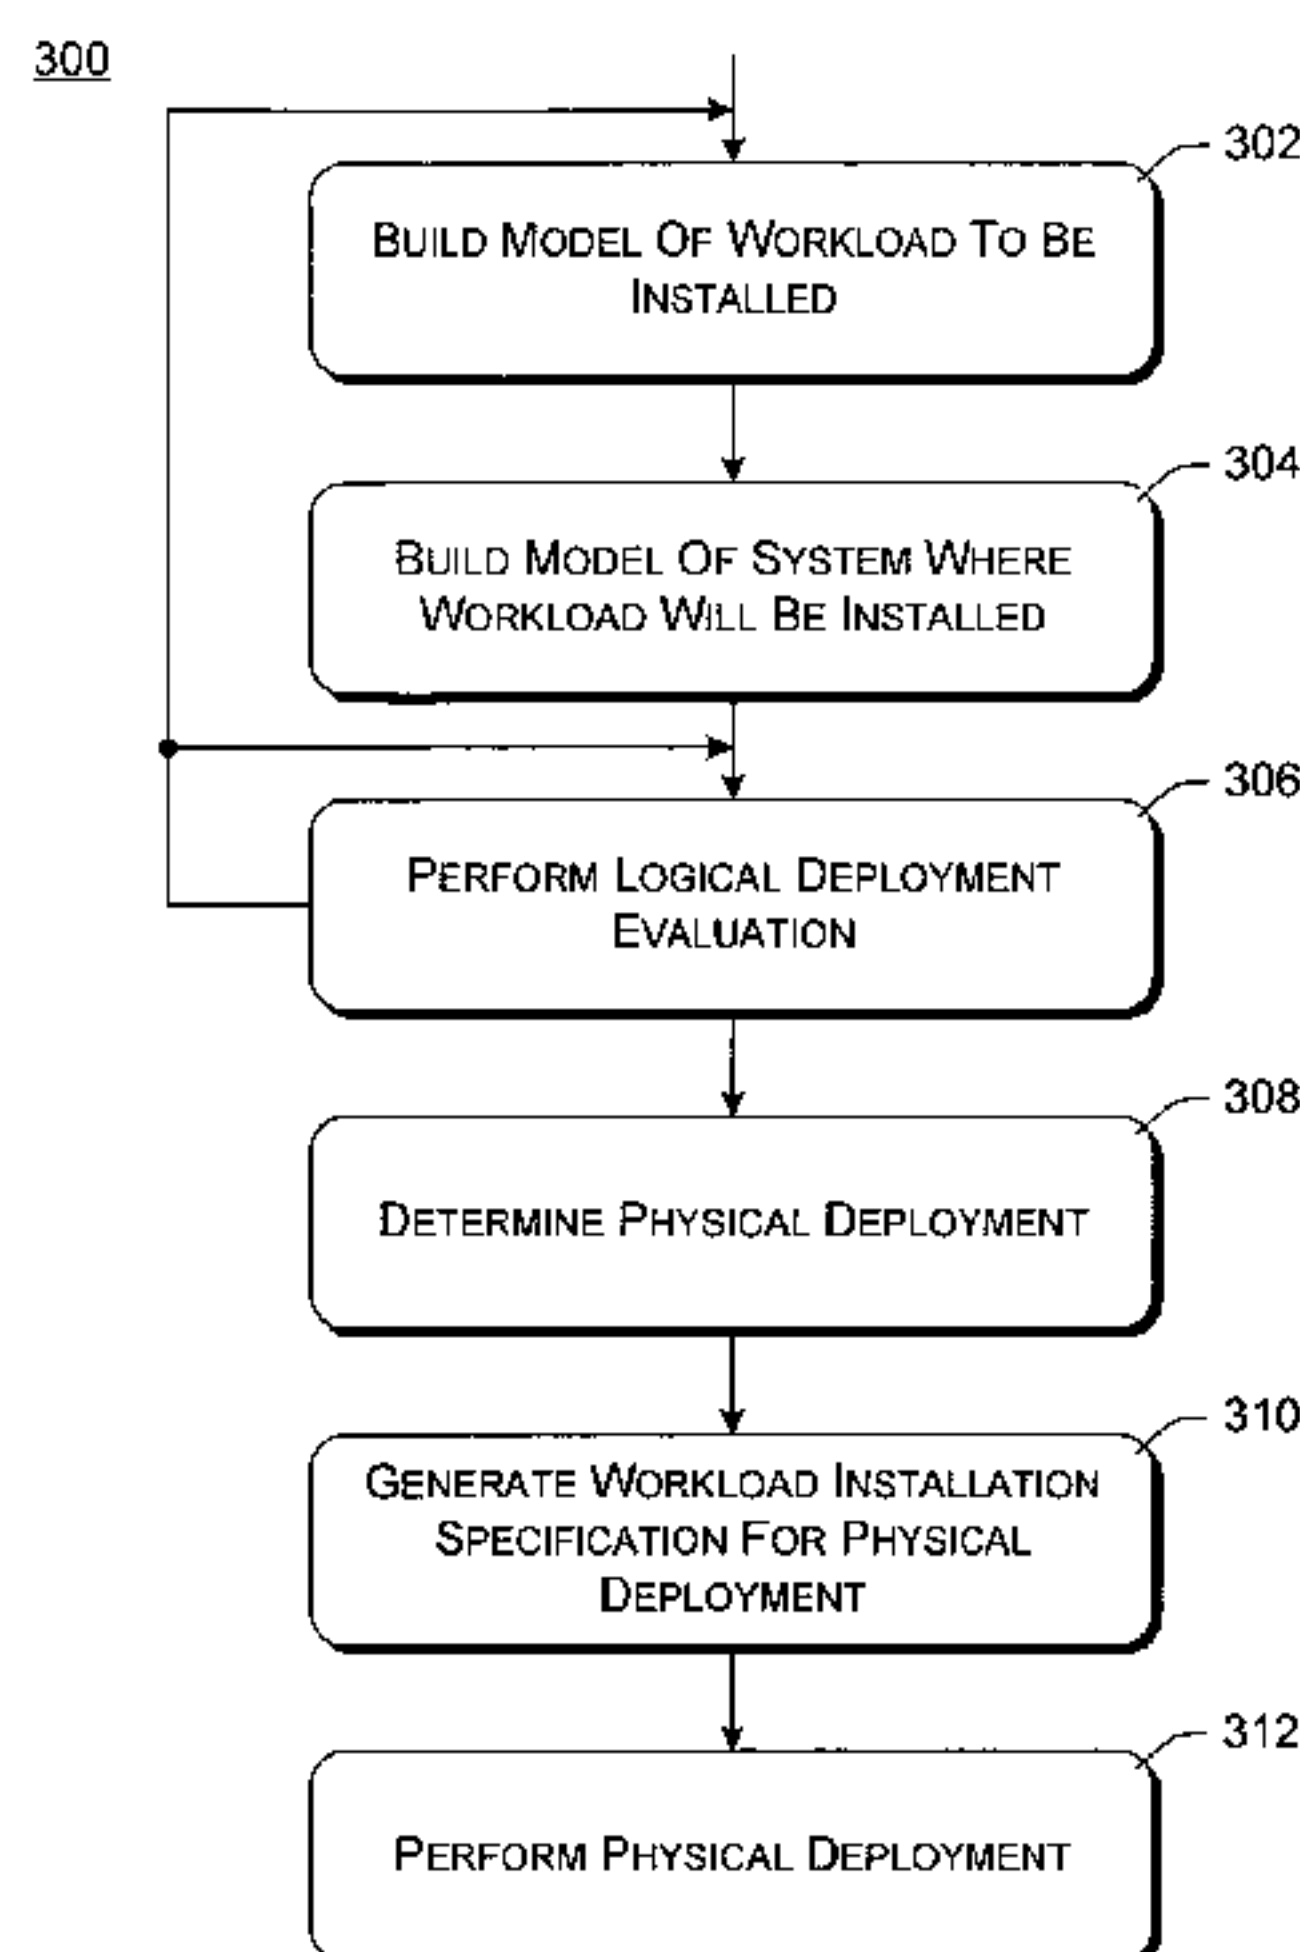 300
302
BUILD MODEL OF WORKLOAD TO BE
INSTALLED
304
BUILD MODEL OF SYSTEM WHERE
WORKLOAD WILL BE INSTALLED
306
PERFORM LOGICAL DEPLOYMENT
EVALUATION
308
DETERMINE PHYSICAL DEPLOYMENT
310
GENERATE WORKLOAD INSTALLATION
SPECIFICATION FOR PHYSICAL
DEPLOYMENT
312
PERFORM PHYSICAL DEPLOYMENT